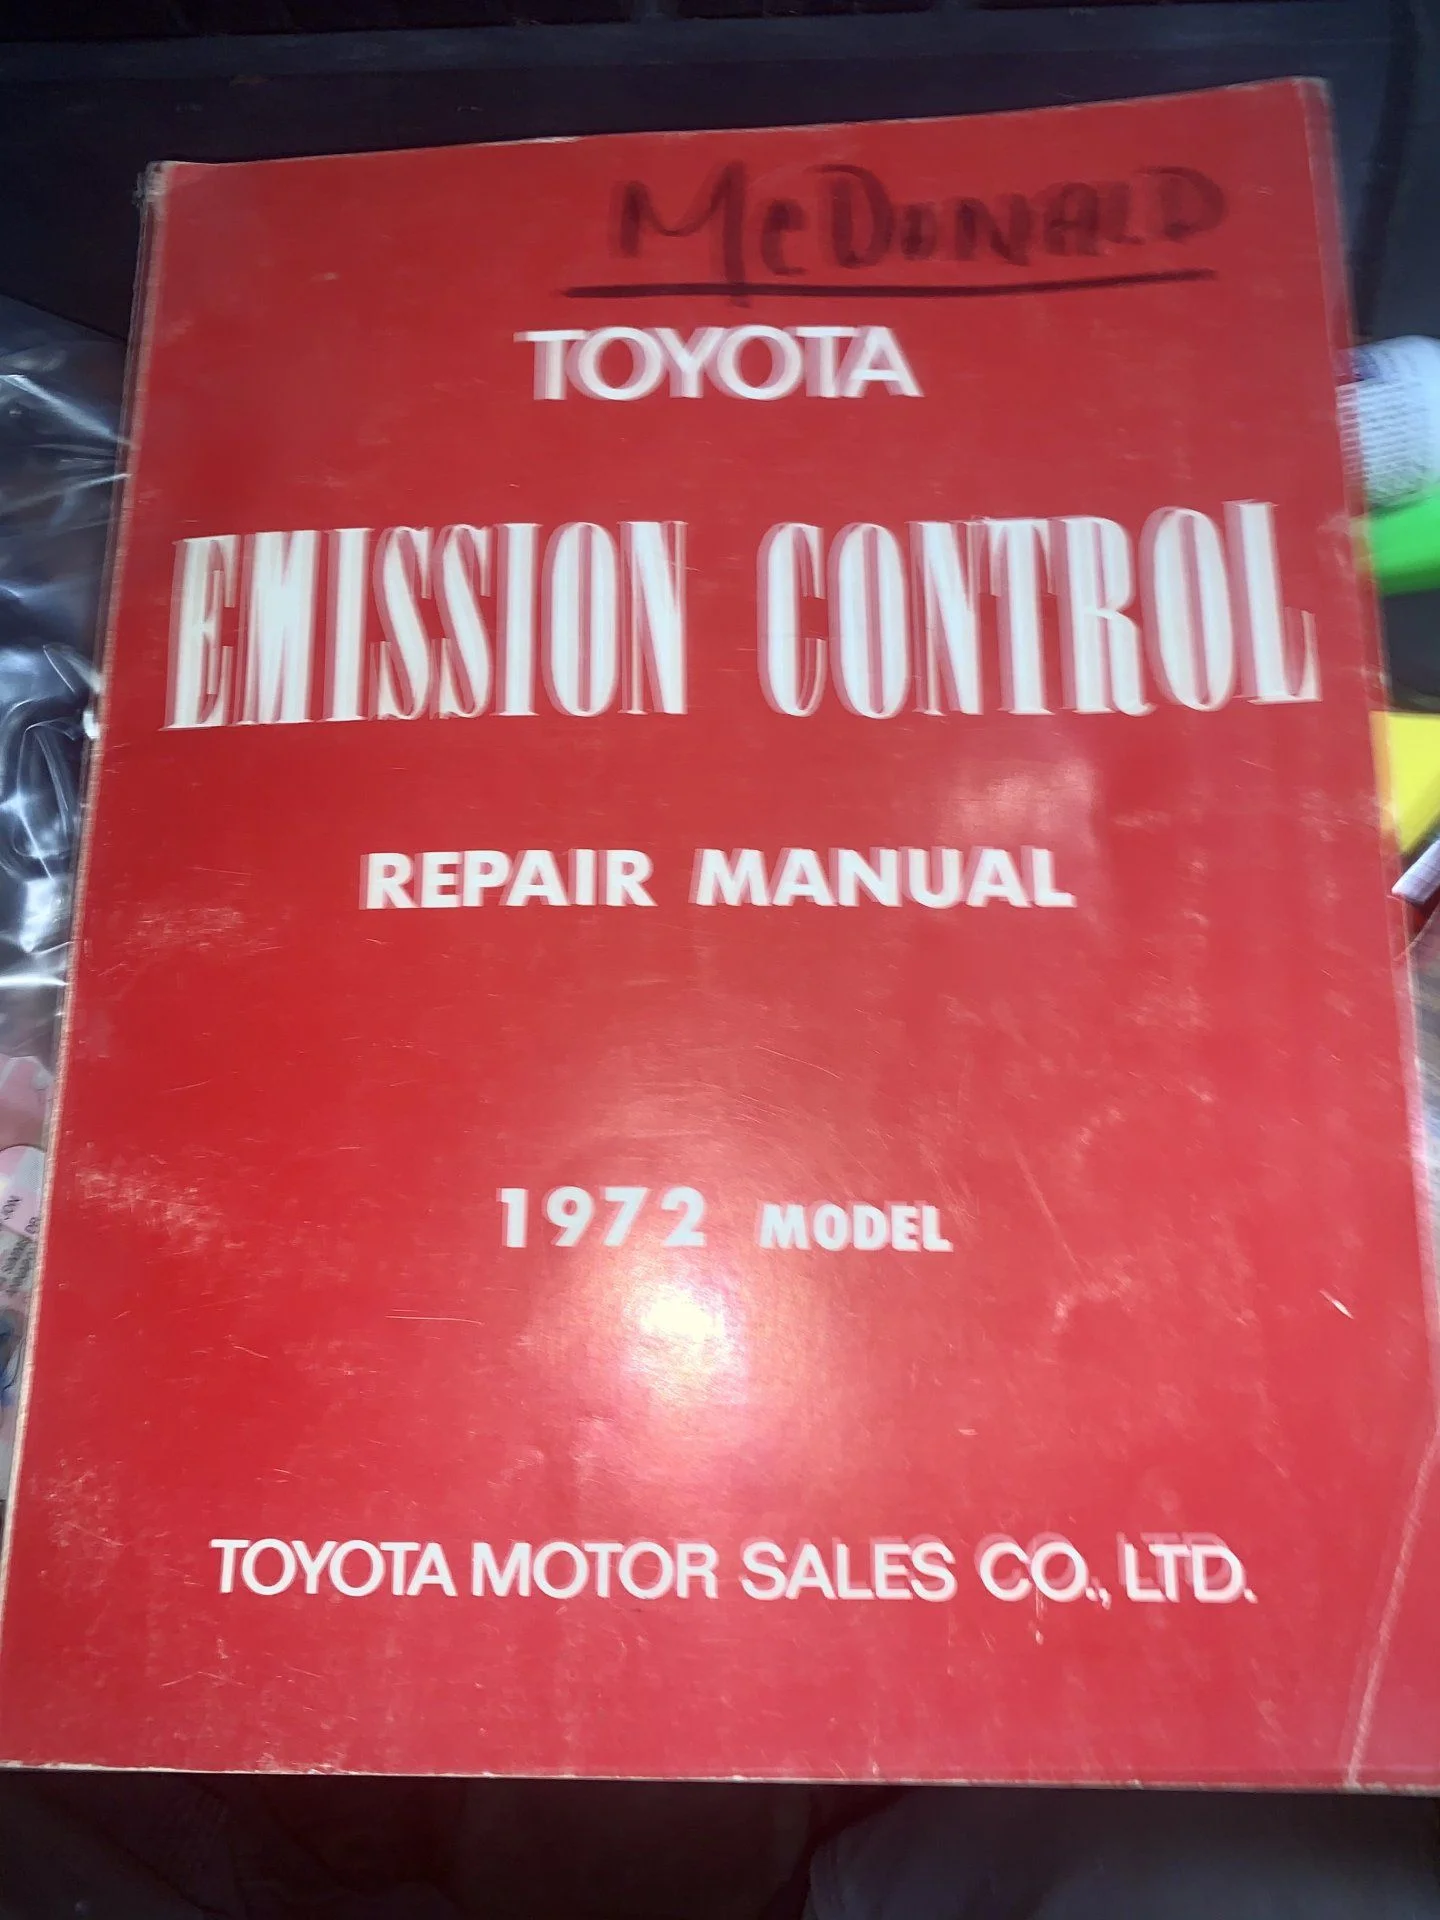 McDONALD
TOYOTA
EMISSION CONTROL
REPAIR MANUAL
1972 MODEL
TOYOTA MOTOR SALES CO., LTD.